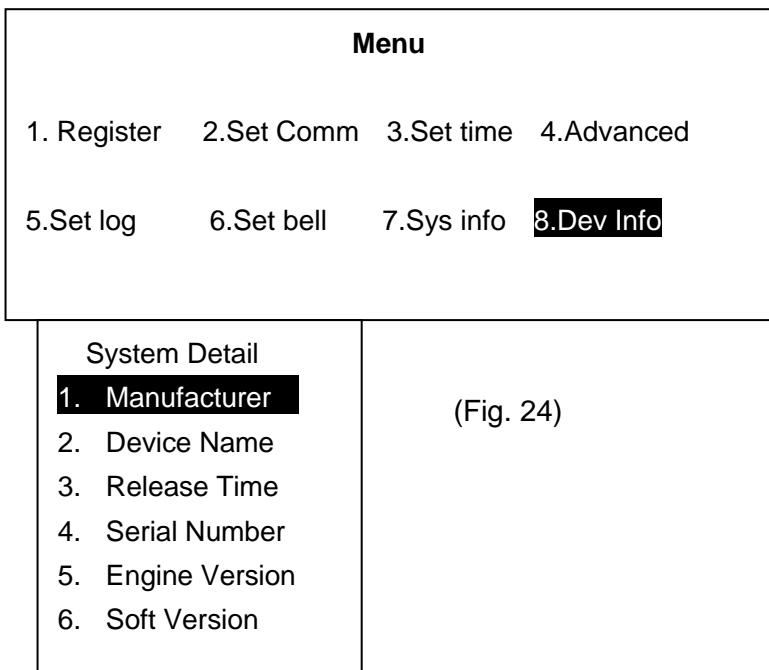 Menu
1. Register 2.Set Comm 3.Set time 4.Advanced
5.Set log 6.Set bell 7.Sys info 8.Dev Info
System Detail
1. Manufacturer
(Fig. 24)
2. Device Name
3. Release Time
4. Serial Number
5. Engine Version
6. Soft Version